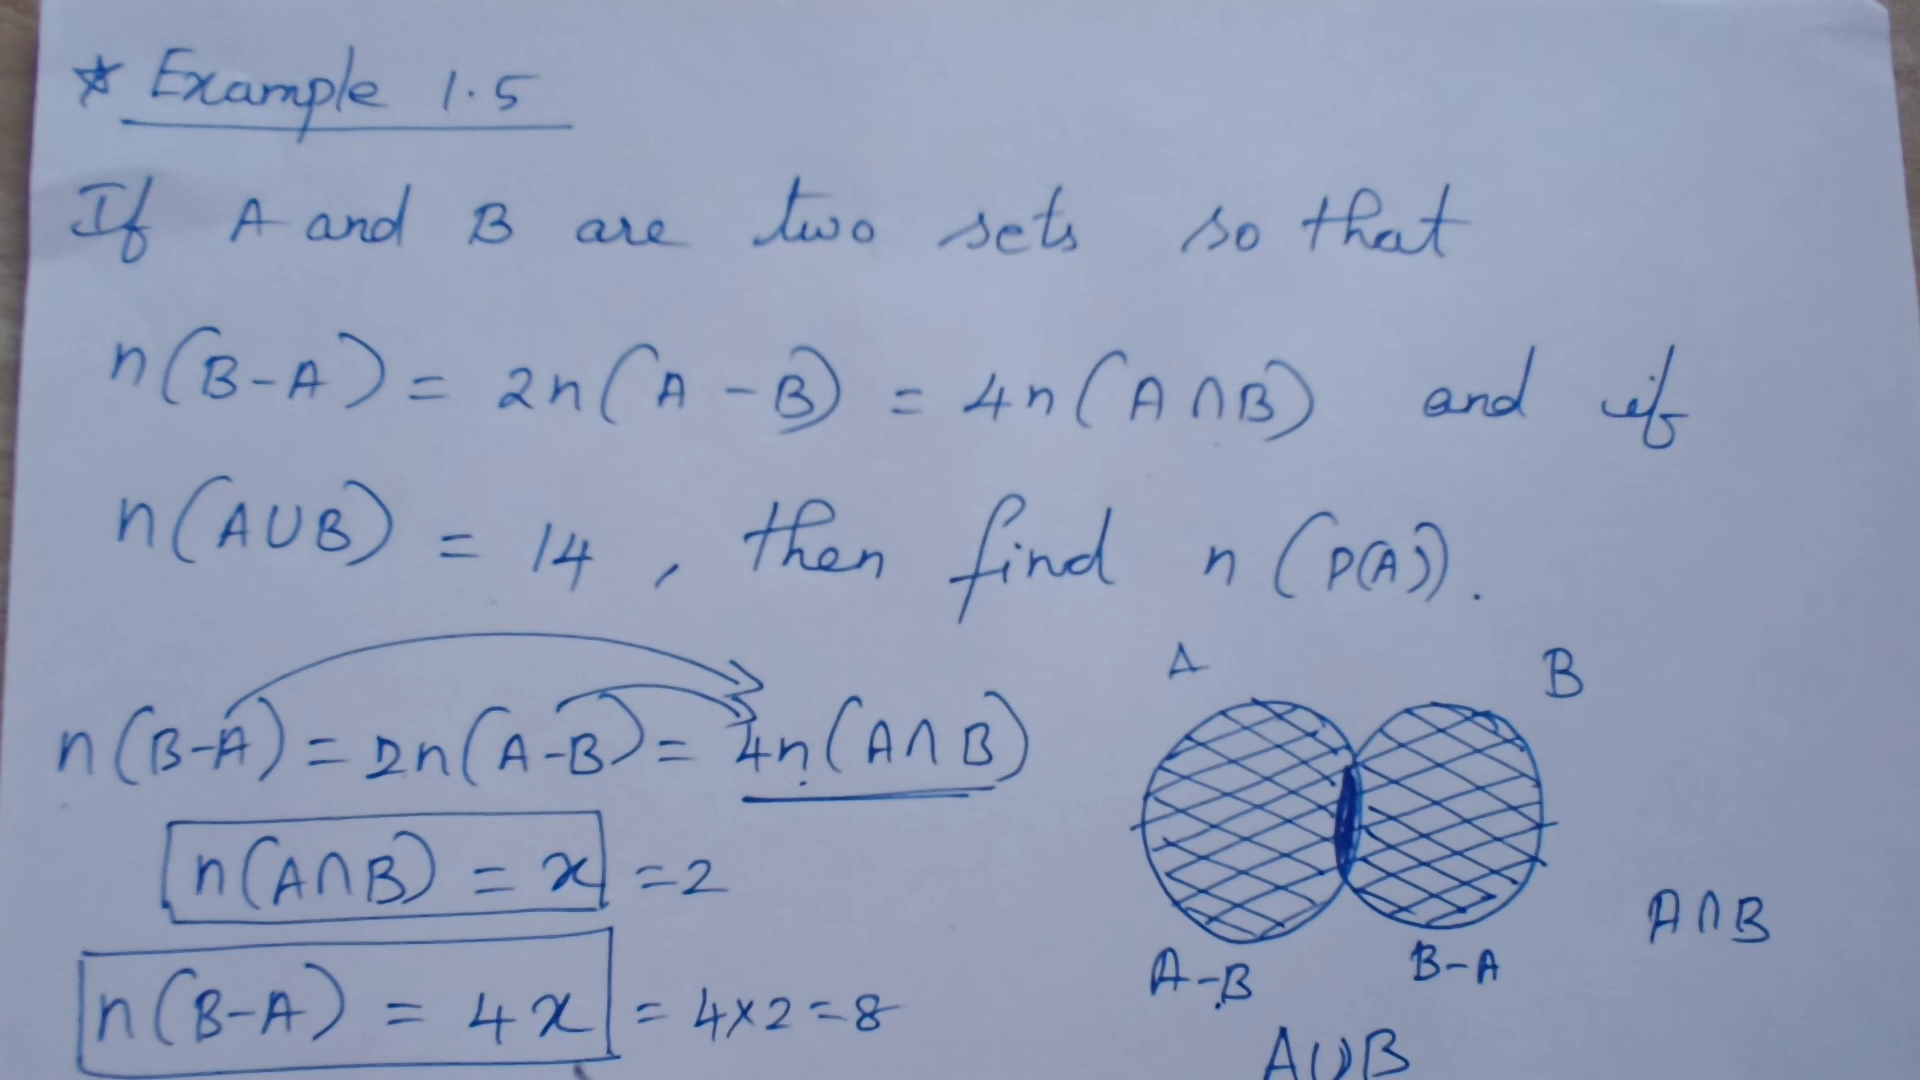 * Example 1.5
If A and B are two sets so that
n(B-A) = 2n(A-B) = 4n(A∩B) and if
n(A∪B) = 14, then find n(P(A)).
n(B-A) = 2n(A-B) = 4n(A∩B)
n(A∩B) = x = 2
n(B-A) = 4x = 4×2 = 8
A B
A-B B-A A∩B
A∪B